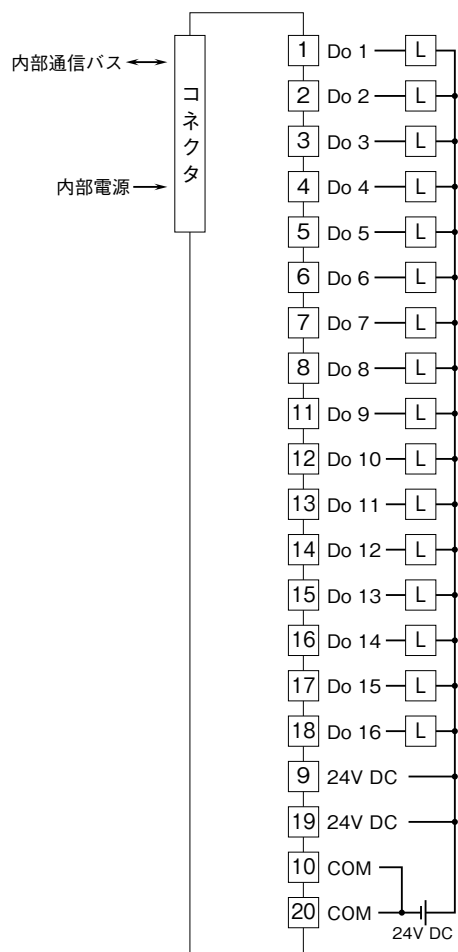 内部通信バス
コネクタ
内部電源
1 Do 1 L
2 Do 2 L
3 Do 3 L
4 Do 4 L
5 Do 5 L
6 Do 6 L
7 Do 7 L
8 Do 8 L
11 Do 9 L
12 Do 10 L
13 Do 11 L
14 Do 12 L
15 Do 13 L
16 Do 14 L
17 Do 15 L
18 Do 16 L
9 24V DC
19 24V DC
10 COM
20 COM
24V DC